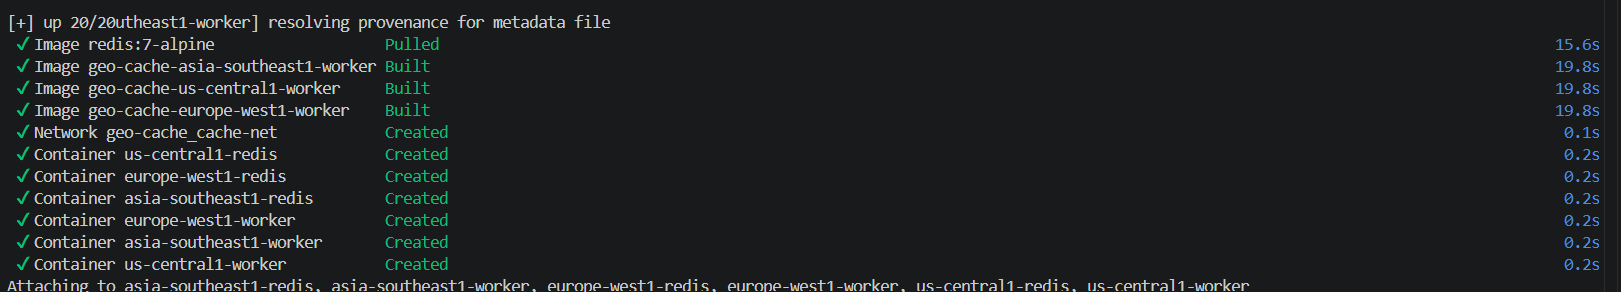 [+] up 20/20utheast1-worker] resolving provenance for metadata file
✓ Image redis:7-alpine Pulled 15.6s
✓ Image geo-cache-asia-southeast1-worker Built 19.8s
✓ Image geo-cache-us-central1-worker Built 19.8s
✓ Image geo-cache-europe-west1-worker Built 19.8s
✓ Network geo-cache_cache-net Created 0.1s
✓ Container us-central1-redis Created 0.2s
✓ Container europe-west1-redis Created 0.2s
✓ Container asia-southeast1-redis Created 0.2s
✓ Container europe-west1-worker Created 0.2s
✓ Container asia-southeast1-worker Created 0.2s
✓ Container us-central1-worker Created 0.2s
Attaching to asia-southeast1-redis, asia-southeast1-worker, europe-west1-redis, europe-west1-worker, us-central1-redis, us-central1-worker